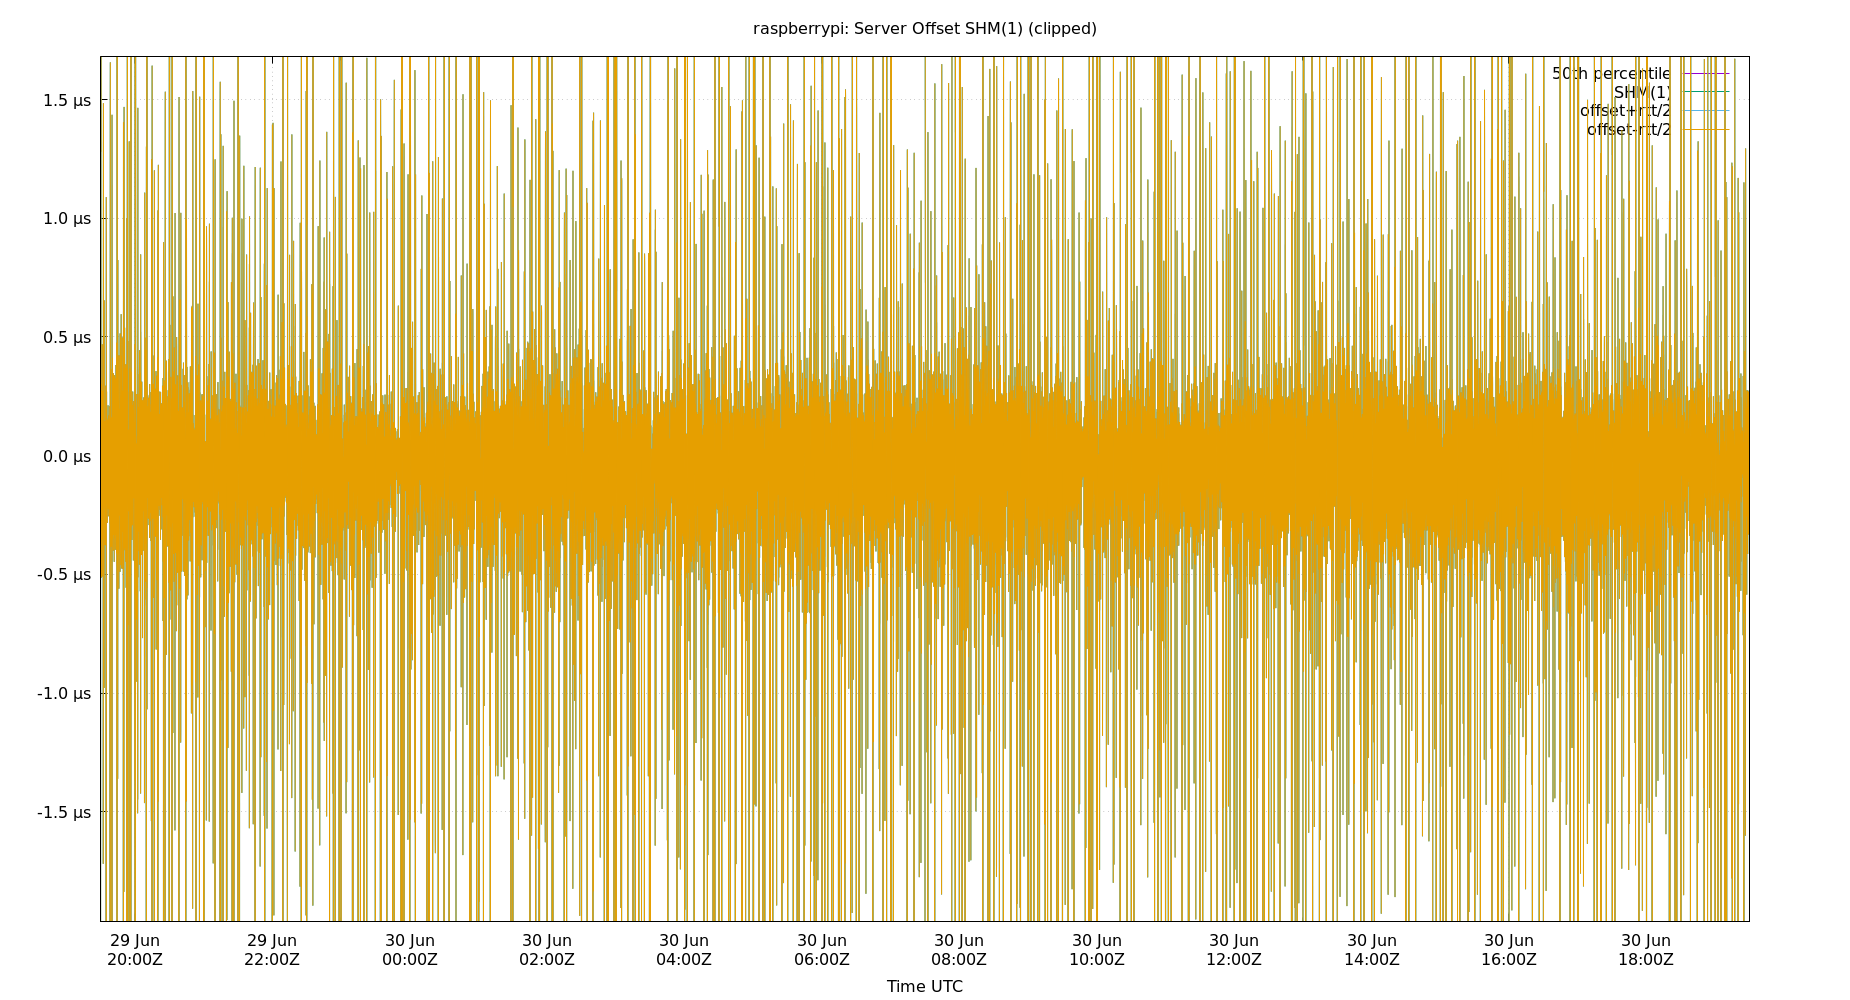 raspberrypi: Server Offset SHM(1) (clipped)
50th percentile
SHM(1)
offset+rtt/2
offset-rtt/2
1.5 µs
1.0 µs
0.5 µs
0.0 µs
-0.5 µs
-1.0 µs
-1.5 µs
29 Jun 29 Jun 30 Jun 30 Jun 30 Jun 30 Jun 30 Jun 30 Jun 30 Jun 30 Jun 30 Jun 30 Jun
20:00Z 22:00Z 00:00Z 02:00Z 04:00Z 06:00Z 08:00Z 10:00Z 12:00Z 14:00Z 16:00Z 18:00Z
Time UTC